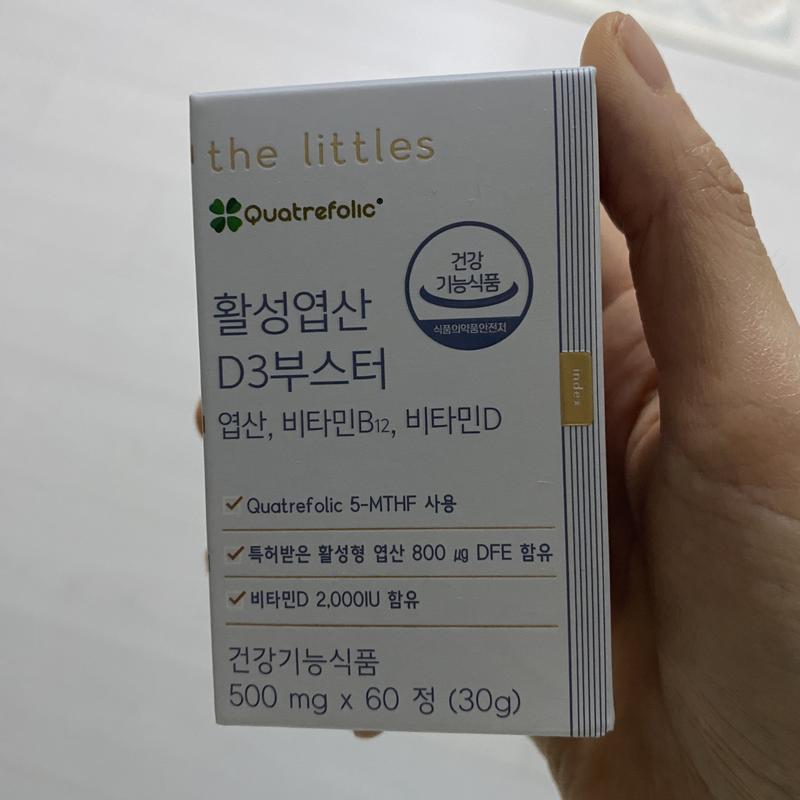 the littles
Quatrefolic®
건강
기능식품
식품의약품안전처
활성엽산
D3부스터
엽산, 비타민B12, 비타민D
index
Quatrefolic 5-MTHF 사용
특허받은 활성형 엽산 800 ㎍ DFE 함유
비타민D 2,000IU 함유
건강기능식품
500 mg x 60 정 (30g)